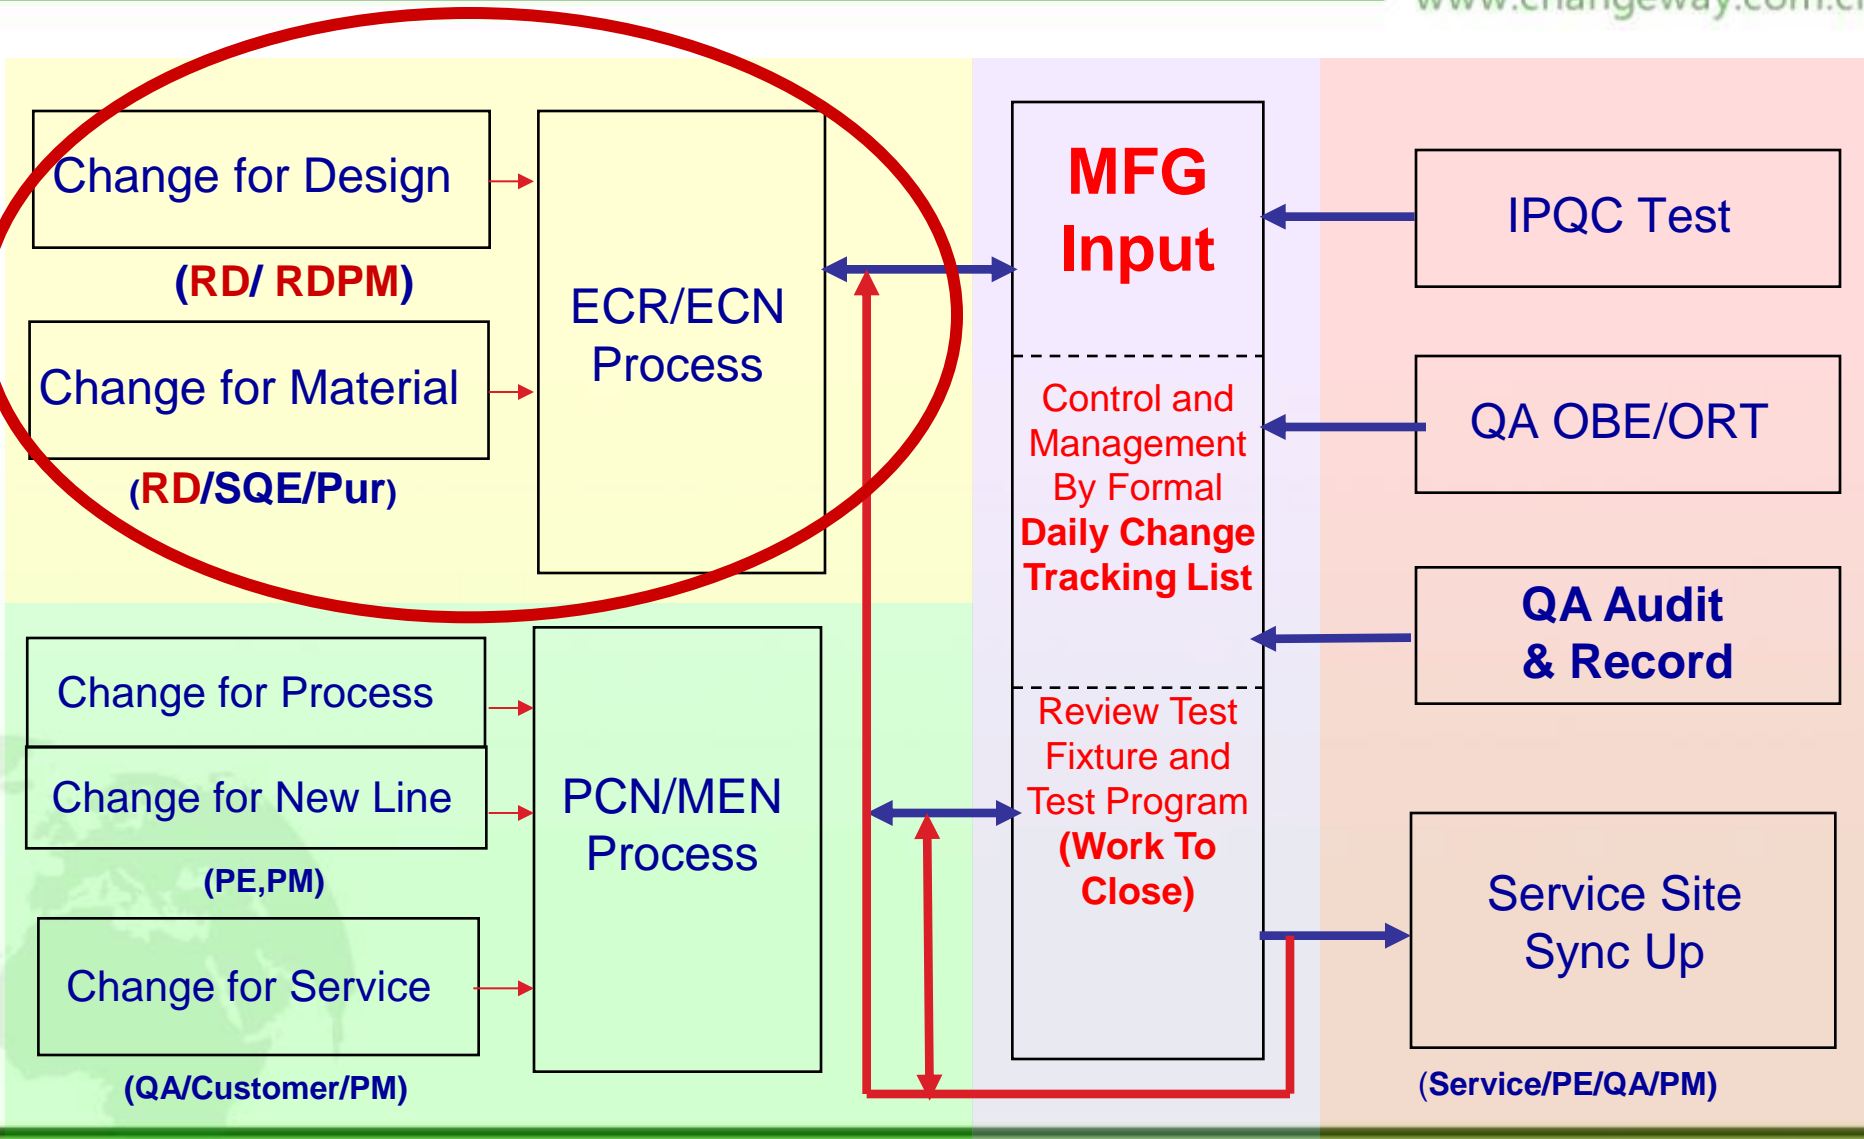 www.changeway.com.c
Change for Design
(RD/ RDPM)
Change for Material
(RD/SQE/Pur)
ECR/ECN
Process
Change for Process
Change for New Line
(PE,PM)
Change for Service
(QA/Customer/PM)
PCN/MEN
Process
MFG
Input
Control and
Management
By Formal
Daily Change
Tracking List
Review Test
Fixture and
Test Program
(Work To
Close)
IPQC Test
QA OBE/ORT
QA Audit
& Record
Service Site
Sync Up
(Service/PE/QA/PM)